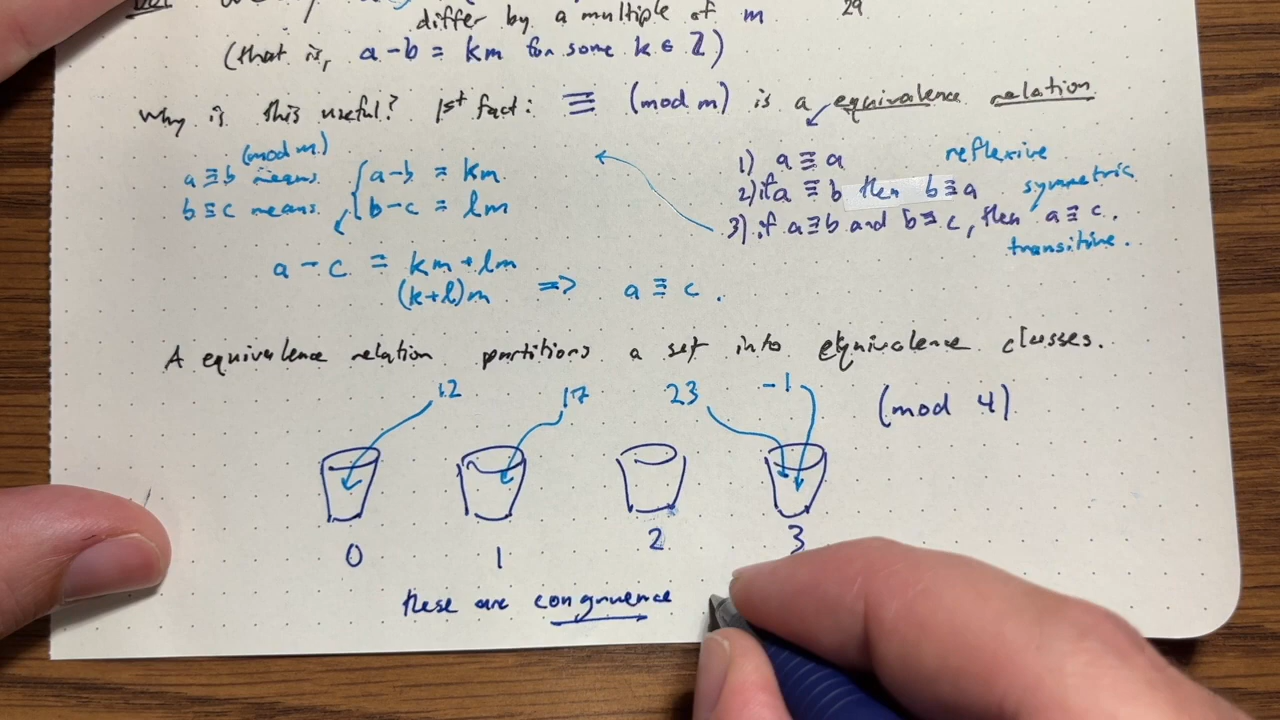 differ by a multiple of m
29
(that is, a-b = km for some k ∈ ℤ)
Why is this useful? 1st fact: ≡ (mod m) is a equivalence relation
(mod m)
a ≡ b means
b ≡ c means
a-b = km
b-c = lm
a - c = km + lm
(k+l)m => a ≡ c.
1) a ≡ a reflexive
2) if a ≡ b then b ≡ a symmetric
3) if a ≡ b and b ≡ c, then a ≡ c.
transitive.
A equivalence relation partitions a set into equivalence classes.
12 17 23 -1 (mod 4)
0 1 2 3
these are congruence